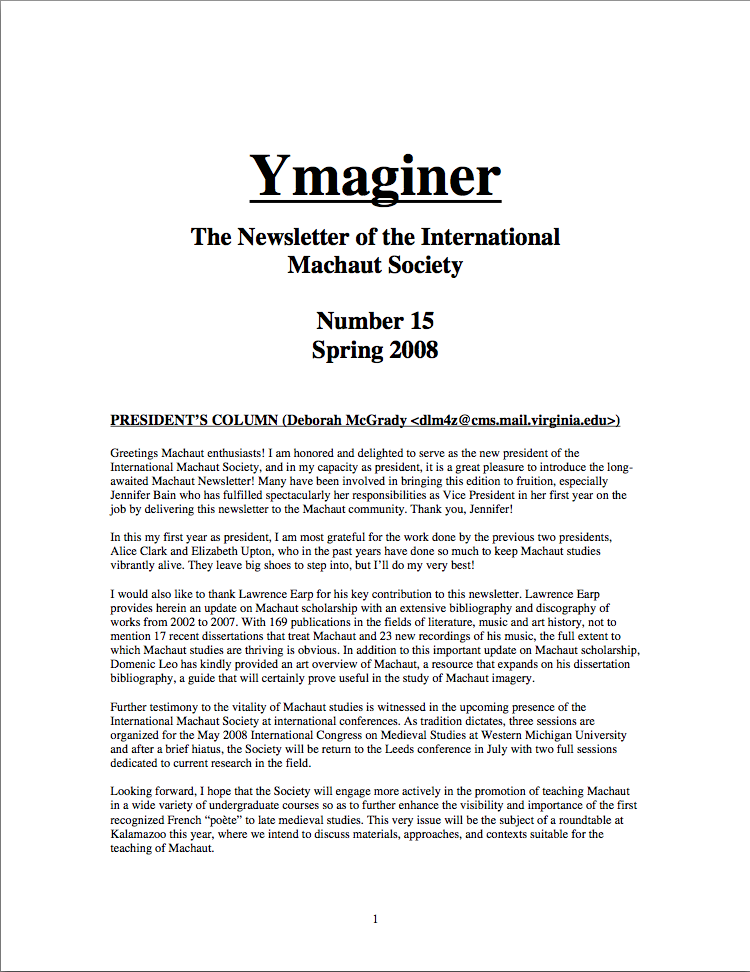 Ymaginer
The Newsletter of the International
Machaut Society
Number 15
Spring 2008
PRESIDENT’S COLUMN (Deborah McGrady <dlm4z@cms.mail.virginia.edu>)
Greetings Machaut enthusiasts! I am honored and delighted to serve as the new president of the
International Machaut Society, and in my capacity as president, it is a great pleasure to introduce the long-
awaited Machaut Newsletter! Many have been involved in bringing this edition to fruition, especially
Jennifer Bain who has fulfilled spectacularly her responsibilities as Vice President in her first year on the
job by delivering this newsletter to the Machaut community. Thank you, Jennifer!
In this my first year as president, I am most grateful for the work done by the previous two presidents,
Alice Clark and Elizabeth Upton, who in the past years have done so much to keep Machaut studies
vibrantly alive. They leave big shoes to step into, but I’ll do my very best!
I would also like to thank Lawrence Earp for his key contribution to this newsletter. Lawrence Earp
provides herein an update on Machaut scholarship with an extensive bibliography and discography of
works from 2002 to 2007. With 169 publications in the fields of literature, music and art history, not to
mention 17 recent dissertations that treat Machaut and 23 new recordings of his music, the full extent to
which Machaut studies are thriving is obvious. In addition to this important update on Machaut scholarship,
Domenic Leo has kindly provided an art overview of Machaut, a resource that expands on his dissertation
bibliography, a guide that will certainly prove useful in the study of Machaut imagery.
Further testimony to the vitality of Machaut studies is witnessed in the upcoming presence of the
International Machaut Society at international conferences. As tradition dictates, three sessions are
organized for the May 2008 International Congress on Medieval Studies at Western Michigan University
and after a brief hiatus, the Society will be return to the Leeds conference in July with two full sessions
dedicated to current research in the field.
Looking forward, I hope that the Society will engage more actively in the promotion of teaching Machaut
in a wide variety of undergraduate courses so as to further enhance the visibility and importance of the first
recognized French “poète” to late medieval studies. This very issue will be the subject of a roundtable at
Kalamazoo this year, where we intend to discuss materials, approaches, and contexts suitable for the
teaching of Machaut.
1